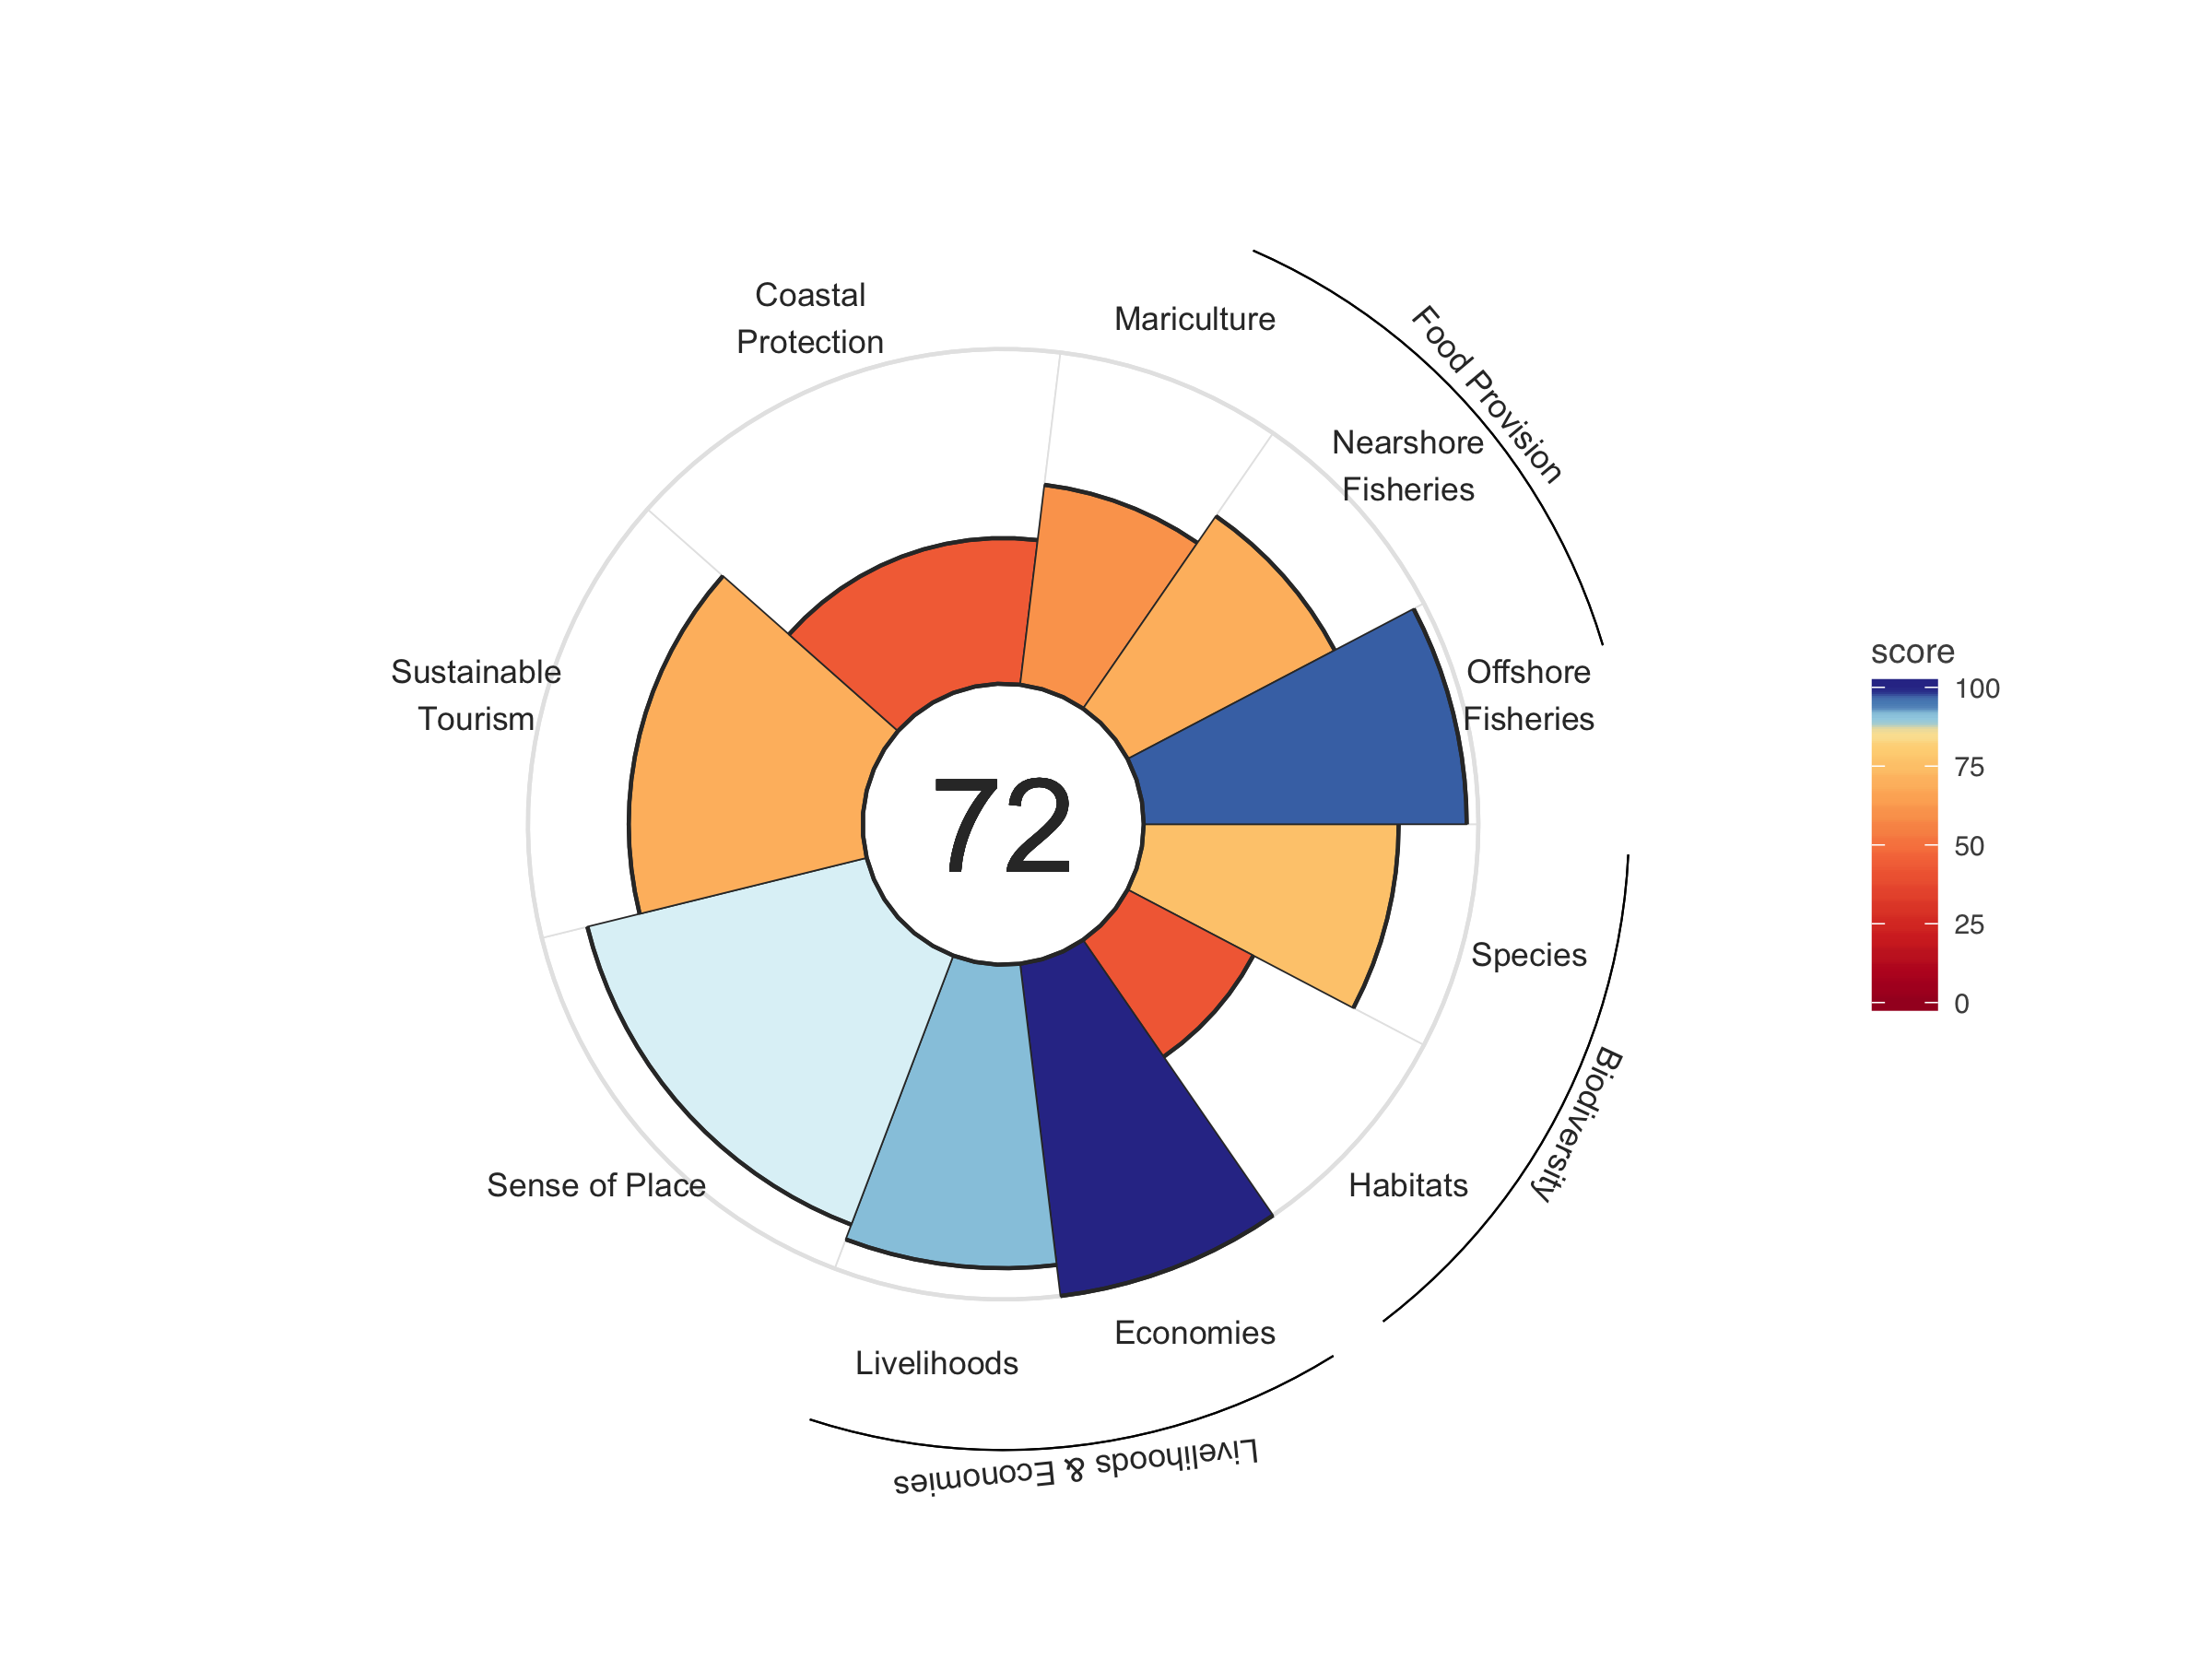 Coastal
Protection
Mariculture
Food Provision
Nearshore
Fisheries
Offshore
Fisheries
Sustainable
Tourism
72
score
100
75
50
25
0
Species
Biodiversity
Sense of Place
Habitats
Economies
Livelihoods
Livelihoods & Economies